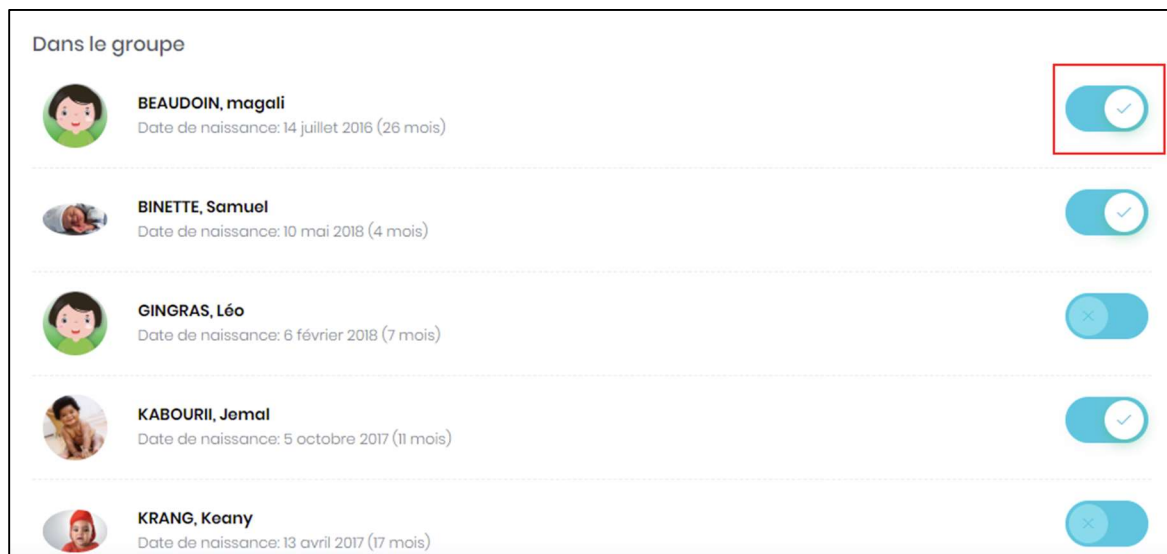 Dans le groupe
BEAUDOIN, magali
Date de naissance: 14 juillet 2016 (26 mois)
BINETTE, Samuel
Date de naissance: 10 mai 2018 (4 mois)
GINGRAS, Léo
Date de naissance: 6 février 2018 (7 mois)
KABOURII, Jemal
Date de naissance: 5 octobre 2017 (11 mois)
KRANG, Keany
Date de naissance: 13 avril 2017 (17 mois)